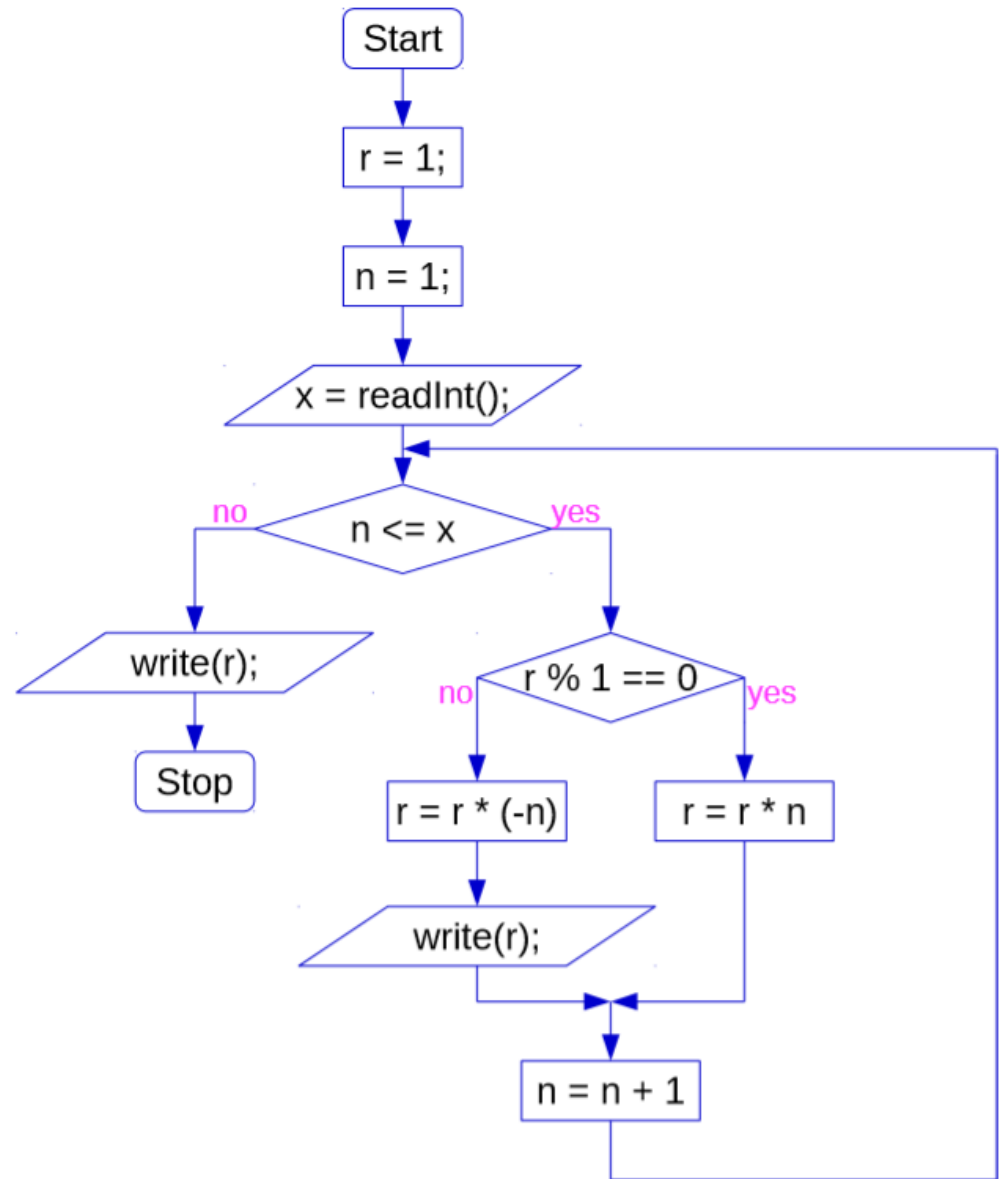 Start
r = 1;
n = 1;
x = readInt();
no
yes
n <= x
write(r);
r % 1 == 0
no
yes
Stop
r = r * (-n)
r = r * n
write(r);
n = n + 1